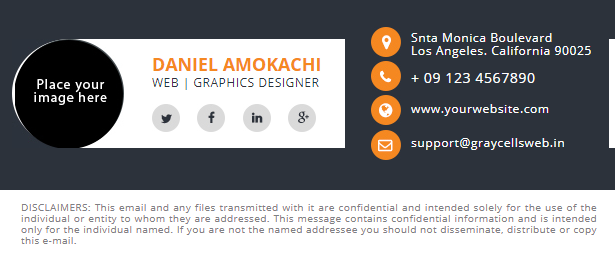 Place your
image here
DANIEL AMOKACHI
WEB | GRAPHICS DESIGNER
Snta Monica Boulevard
Los Angeles. California 90025
+ 09 123 4567890
www.yourwebsite.com
support@graycellsweb.in
DISCLAIMERS: This email and any files transmitted with it are confidential and intended solely for the use of the
individual or entity to whom they are addressed. This message contains confidential information and is intended
only for the individual named. If you are not the named addressee you should not disseminate, distribute or copy
this e-mail.